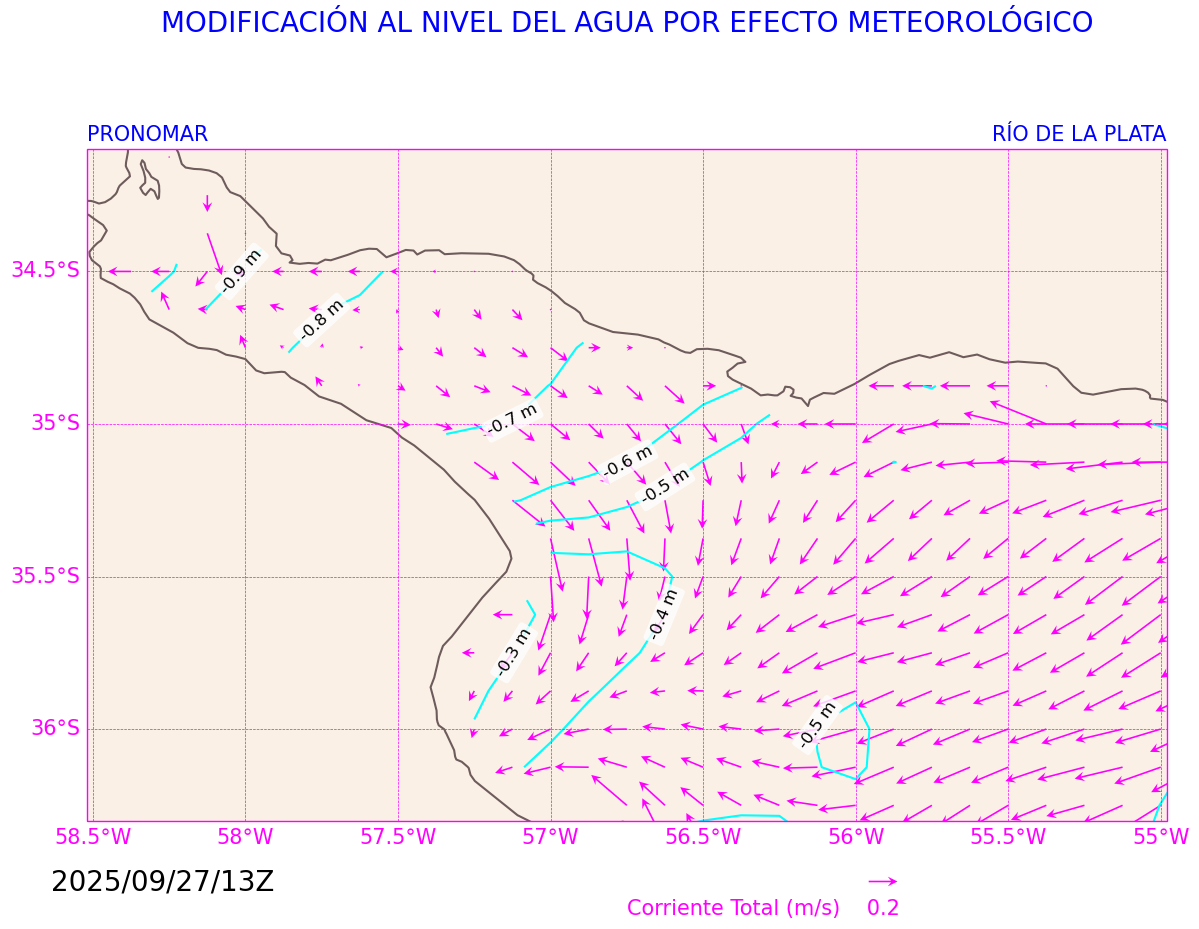 MODIFICACIÓN AL NIVEL DEL AGUA POR EFECTO METEOROLÓGICO
PRONOMAR
RÍO DE LA PLATA
-0.9 m
34.5°S
-0.8 m
-0.7 m
35°S
-0.6 m
-0.5 m
35.5°S
-0.4 m
-0.3 m
-0.5 m
36°S
58.5°W 58°W 57.5°W 57°W 56.5°W 56°W 55.5°W 55°W
2025/09/27/13Z
Corriente Total (m/s) 0.2